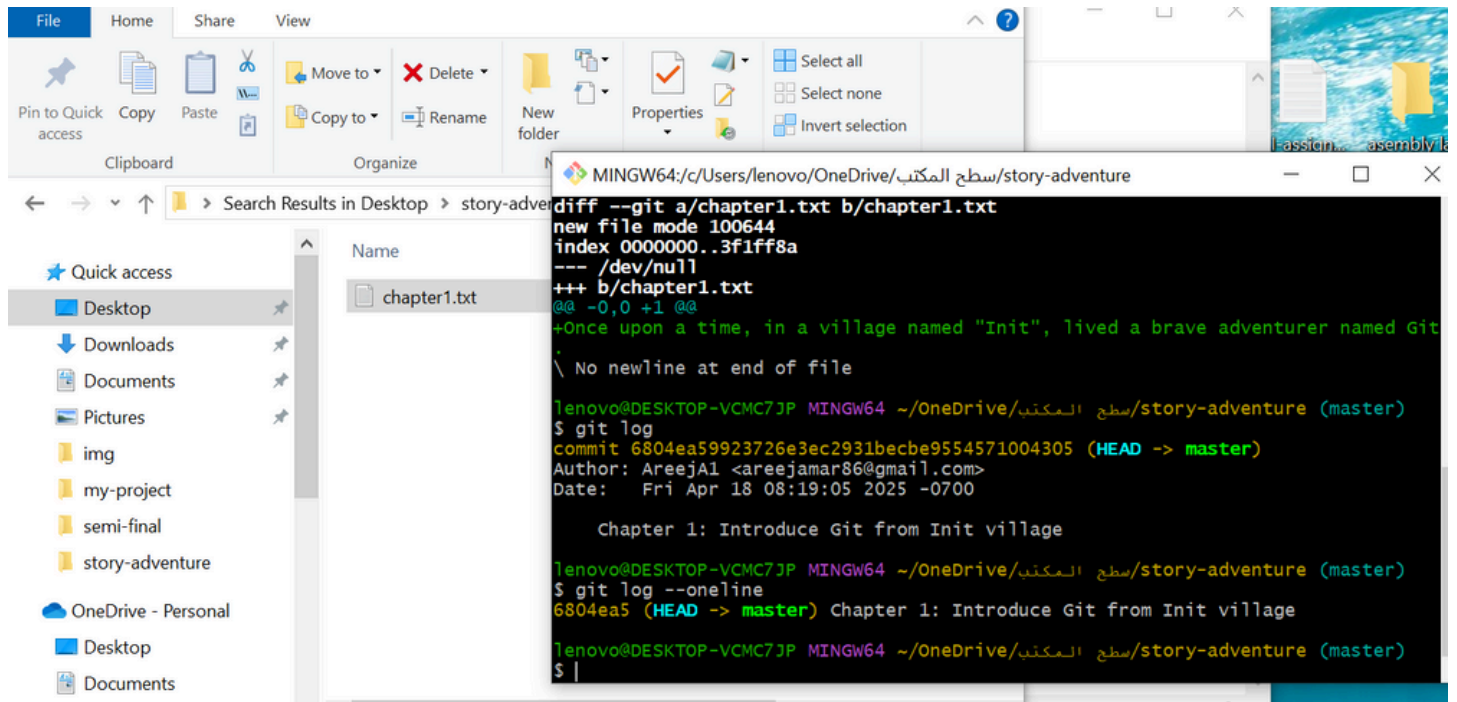 File Home Share View
Pin to Quick access
Copy
Paste
Clipboard
Move to
Copy to
Delete
Rename
Organize
New folder
Properties
Select all
Select none
Invert selection
Search Results in Desktop > story-adver
Quick access
Desktop
Downloads
Documents
Pictures
img
my-project
semi-final
story-adventure
OneDrive - Personal
Desktop
Documents
Name
chapter1.txt
asembly
MINGW64:/c/Users/lenovo/OneDrive/سطح المكتب/story-adventure
diff --git a/chapter1.txt b/chapter1.txt
new file mode 100644
index 0000000..3f1ff8a
--- /dev/null
+++ b/chapter1.txt
@@ -0,0 +1 @@
+Once upon a time, in a village named "Init", lived a brave adventurer named Git
.
\ No newline at end of file
lenovo@DESKTOP-VCMC7JP MINGW64 ~/OneDrive/سطح المكتب/story-adventure (master)
$ git log
commit 6804ea59923726e3ec2931becbe9554571004305 (HEAD -> master)
Author: AreejA1 <areejamar86@gmail.com>
Date:   Fri Apr 18 08:19:05 2025 -0700
Chapter 1: Introduce Git from Init village
lenovo@DESKTOP-VCMC7JP MINGW64 ~/OneDrive/سطح المكتب/story-adventure (master)
$ git log --oneline
6804ea5 (HEAD -> master) Chapter 1: Introduce Git from Init village
lenovo@DESKTOP-VCMC7JP MINGW64 ~/OneDrive/سطح المكتب/story-adventure (master)
$